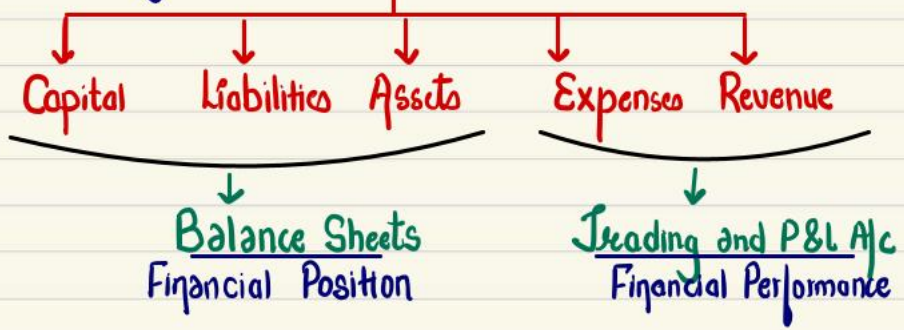 Capital Liabilities Assets Expenses Revenue
Balance Sheets Trading and P&L A/c
Financial Position Financial Performance